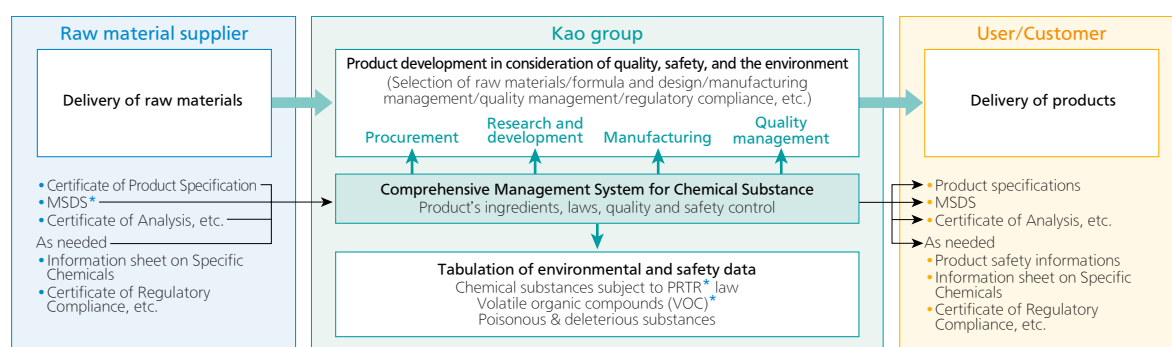 Raw material supplier
Delivery of raw materials
• Certificate of Product Specification
• MSDS*
• Certificate of Analysis, etc.
As needed
• Information sheet on Specific
Chemicals
• Certificate of Regulatory
Compliance, etc.
Kao group
Product development in consideration of quality, safety, and the environment
(Selection of raw materials/formula and design/manufacturing
management/quality management/regulatory compliance, etc.)
Procurement
Research and
development
Manufacturing
Quality
management
Comprehensive Management System for Chemical Substance
Product's ingredients, laws, quality and safety control
Tabulation of environmental and safety data
Chemical substances subject to PRTR* law
Volatile organic compounds (VOC)*
Poisonous & deleterious substances
User/Customer
Delivery of products
• Product specifications
• MSDS
• Certificate of Analysis, etc.
As needed
• Product safety informations
• Information sheet on Specific
Chemicals
• Certificate of Regulatory
Compliance, etc.